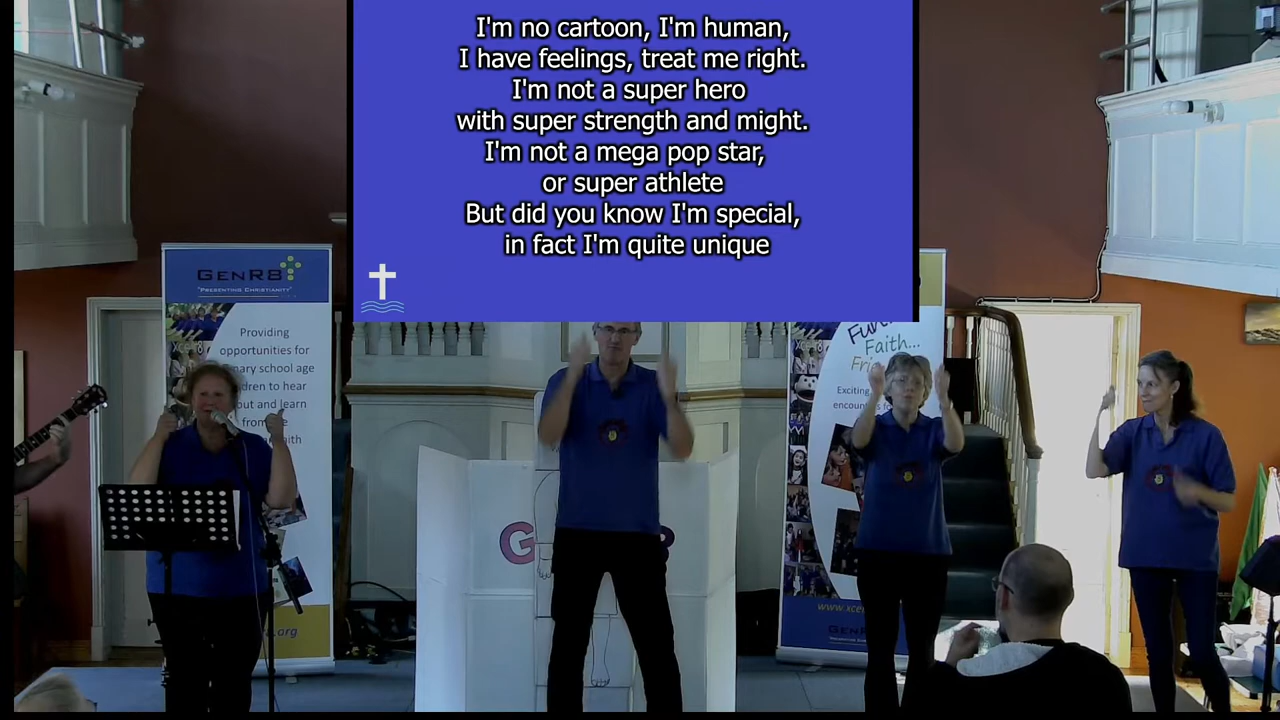 I'm no cartoon, I'm human,
I have feelings, treat me right.
I'm not a super hero
with super strength and might.
I'm not a mega pop star,
or super athlete
But did you know I'm special,
in fact I'm quite unique
GENR8
"PRESENTING CHRISTIANITY"
Providing
opportunities for
school age
to hear
and learn
from
Faith...
Exciting,
G